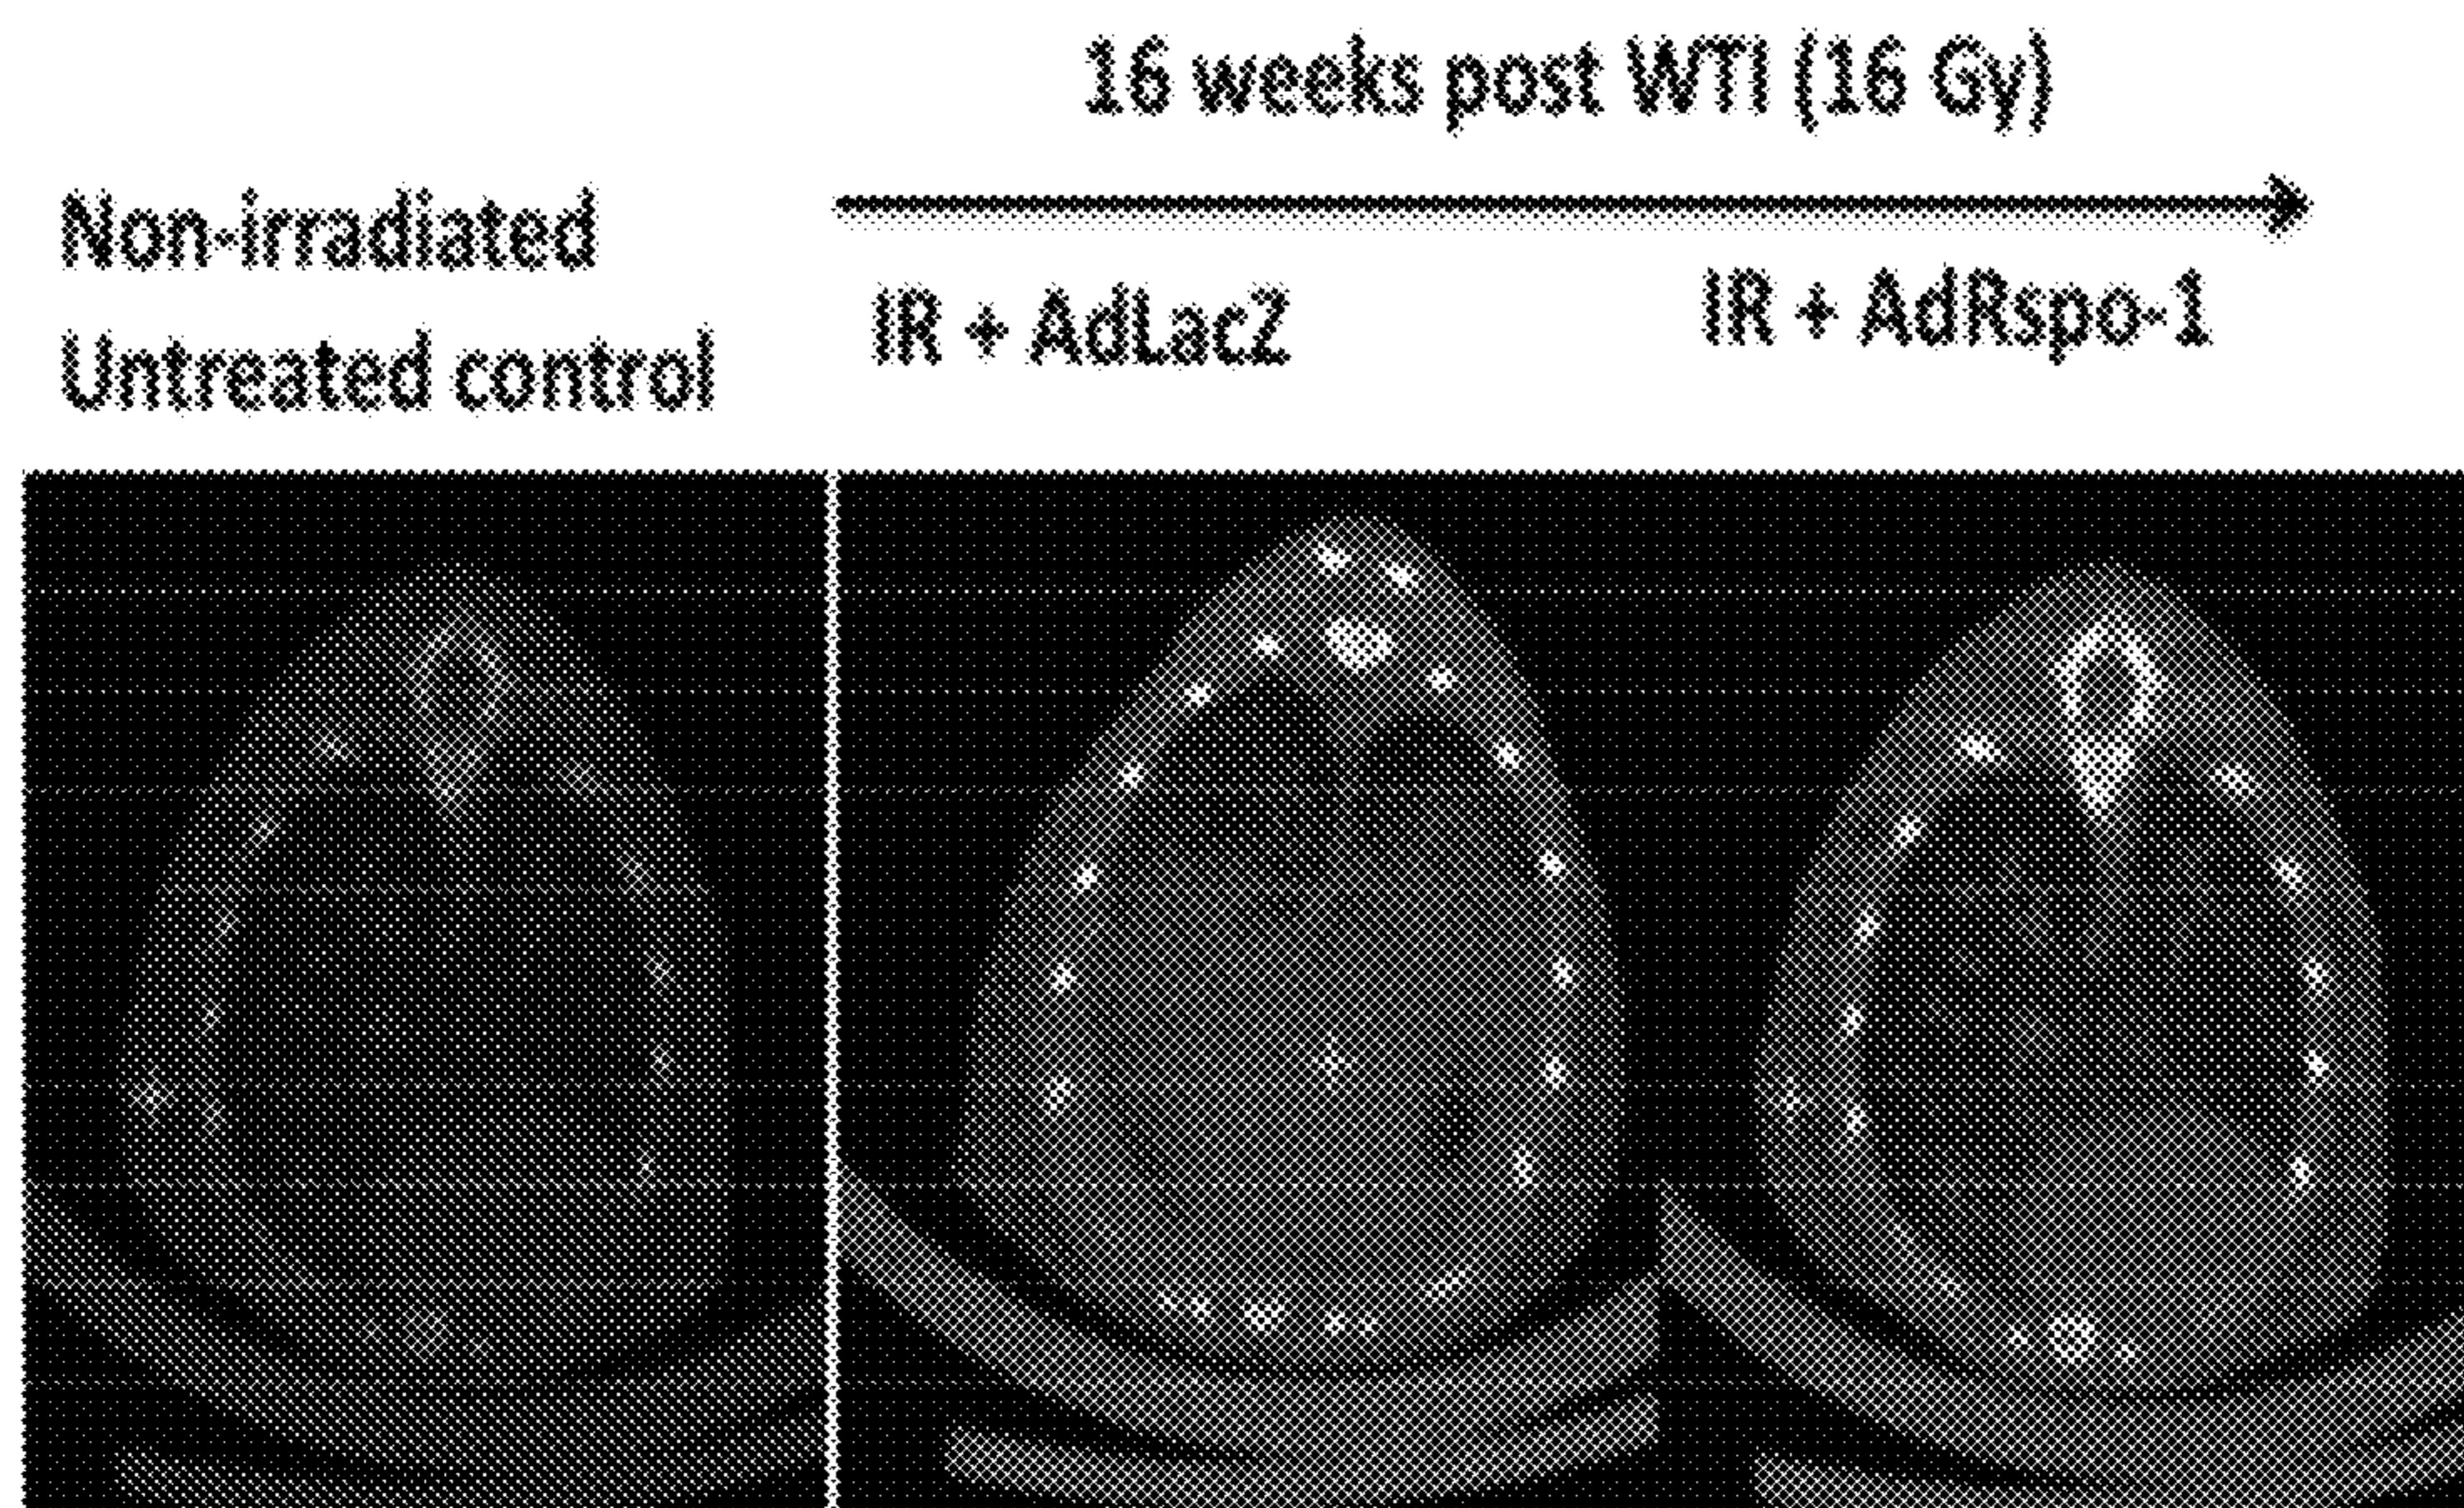 16 weeks post WTI (16 Gy)
Non-irradiated
Untreated control
IR + AdLacZ
IR + AdRspo-1